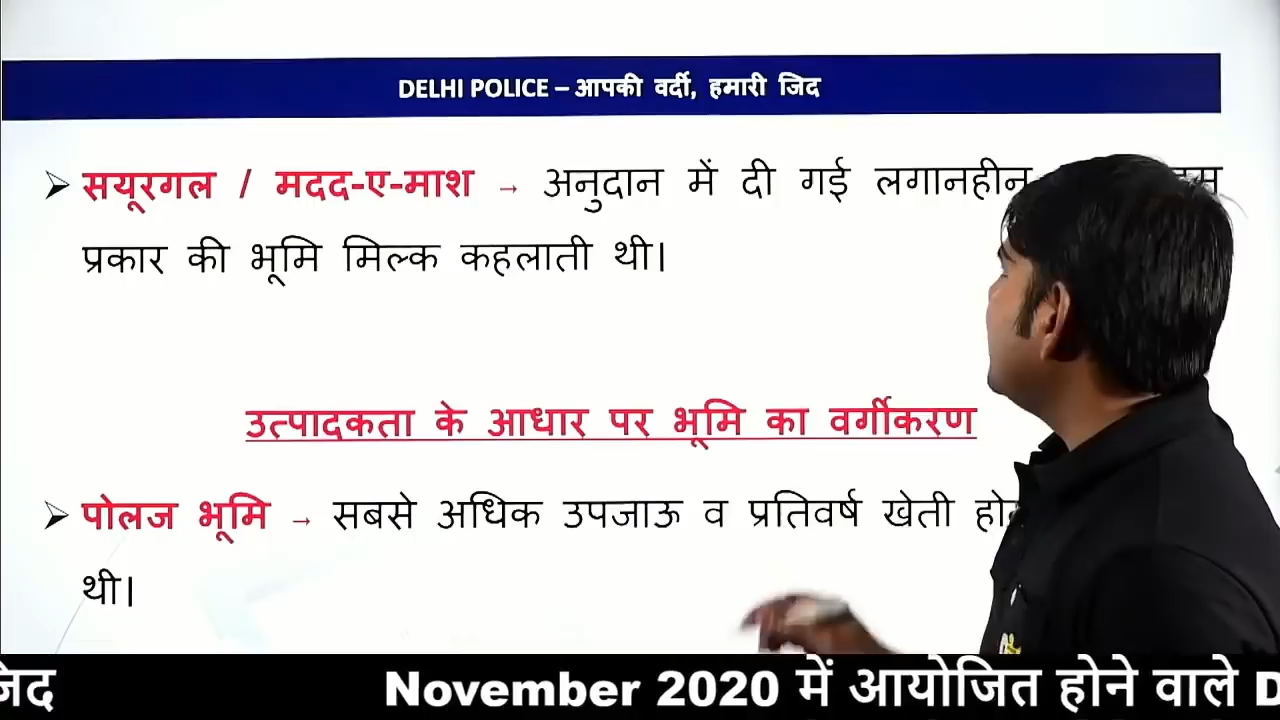 DELHI POLICE – आपकी वर्दी, हमारी जिद
➢ सयूरगल / मदद-ए-माश → अनुदान में दी गई लगानहीन
प्रकार की भूमि मिल्क कहलाती थी।
उत्पादकता के आधार पर भूमि का वर्गीकरण
➢ पोलज भूमि → सबसे अधिक उपजाऊ व प्रतिवर्ष खेती
थी।
जिद November 2020 में आयोजित होने वाले D